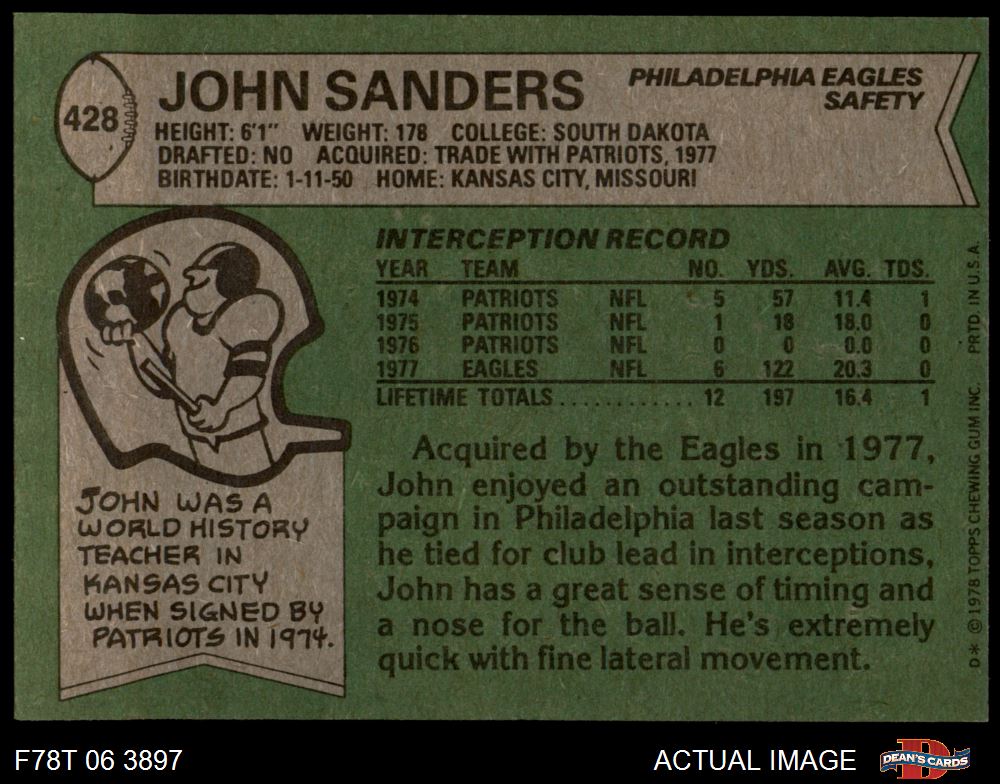 428
JOHN SANDERS
PHILADELPHIA EAGLES
SAFETY
HEIGHT: 6'1" WEIGHT: 178 COLLEGE: SOUTH DAKOTA
DRAFTED: NO ACQUIRED: TRADE WITH PATRIOTS, 1977
BIRTHDATE: 1-11-50 HOME: KANSAS CITY, MISSOURI
JOHN WAS A
WORLD HISTORY
TEACHER IN
KANSAS CITY
WHEN SIGNED BY
PATRIOTS IN 1974.
INTERCEPTION RECORD
YEAR TEAM NO. YDS. AVG. TDS.
1974 PATRIOTS NFL 5 57 11.4 1
1975 PATRIOTS NFL 1 18 18.0 0
1976 PATRIOTS NFL 0 0 0.0 0
1977 EAGLES NFL 6 122 20.3 0
LIFETIME TOTALS............ 12 197 16.4 1
Acquired by the Eagles in 1977,
John enjoyed an outstanding cam-
paign in Philadelphia last season as
he tied for club lead in interceptions,
John has a great sense of timing and
a nose for the ball. He's extremely
quick with fine lateral movement.
D* © 1978 TOPPS CHEWING GUM INC. PRTD. IN U.S.A.
F78T 06 3897
ACTUAL IMAGE
DEAN'S CARDS